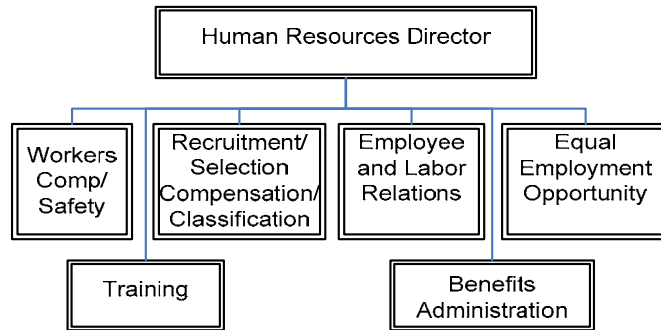 Human Resources Director
Workers
Comp/
Safety
Recruitment/
Selection
Compensation/
Classification
Employee
and Labor
Relations
Equal
Employment
Opportunity
Training
Benefits
Administration